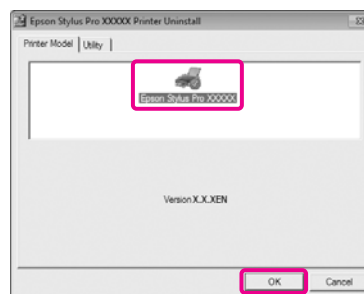 Epson Stylus Pro XXXXX Printer Uninstall
Printer Model
Utility
Epson Stylus Pro XXXXX
Version X.X.XEN
OK
Cancel